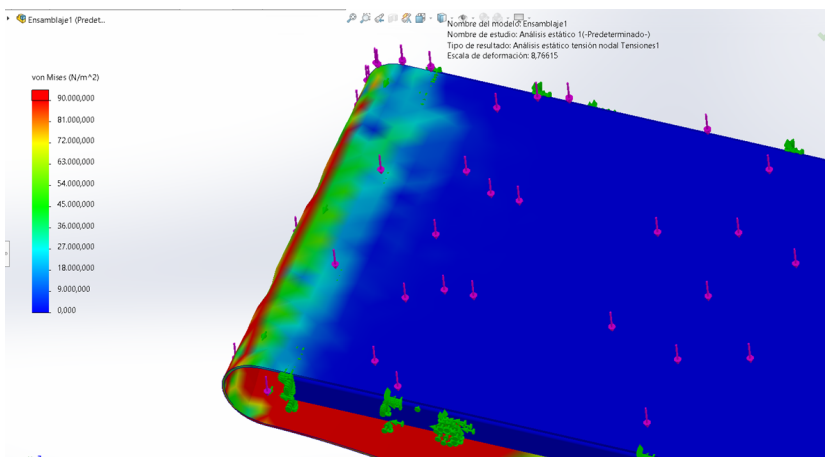 Ensamblaje1 (Predet...
Nombre del modelo: Ensamblaje1
Nombre de estudio: Análisis estático 1(-Predeterminado-)
Tipo de resultado: Análisis estático tensión nodal Tensiones1
Escala de deformación: 8,76615
von Mises (N/m^2)
90.000,000
81.000,000
72.000,000
63.000,000
54.000,000
45.000,000
36.000,000
27.000,000
18.000,000
9.000,000
0,000